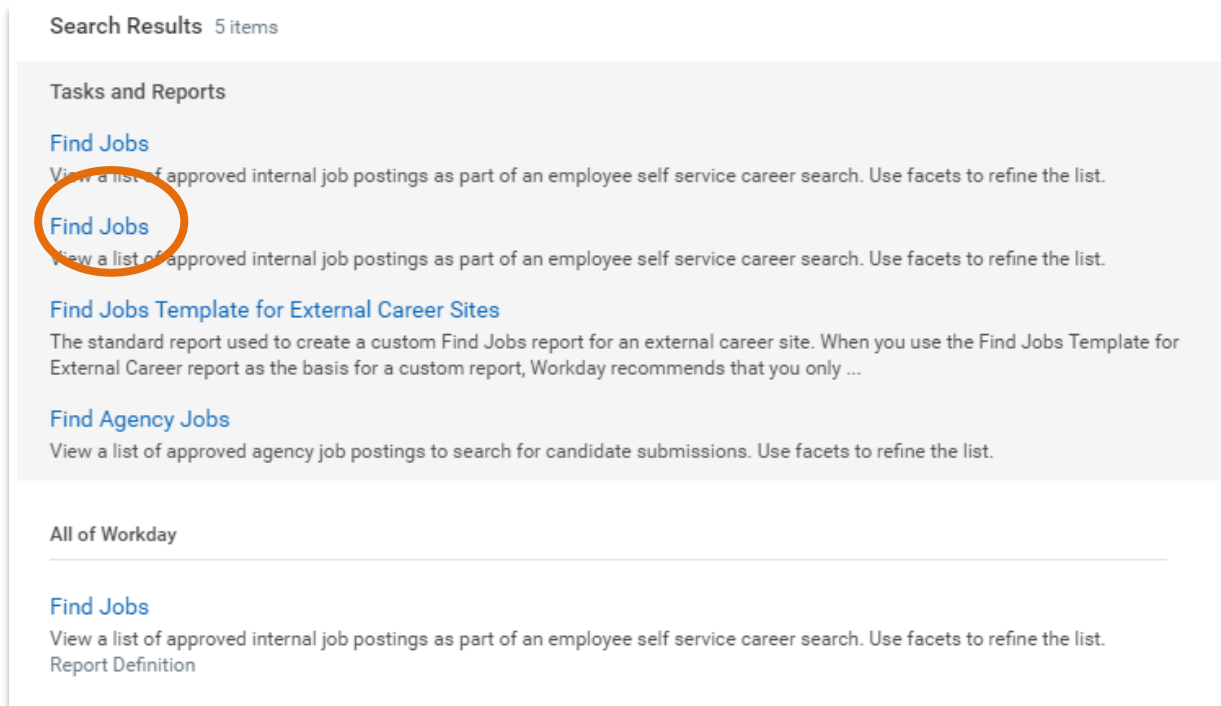 Search Results 5 items
Tasks and Reports
Find Jobs
View a list of approved internal job postings as part of an employee self service career search. Use facets to refine the list.
Find Jobs
View a list of approved internal job postings as part of an employee self service career search. Use facets to refine the list.
Find Jobs Template for External Career Sites
The standard report used to create a custom Find Jobs report for an external career site. When you use the Find Jobs Template for
External Career report as the basis for a custom report, Workday recommends that you only ...
Find Agency Jobs
View a list of approved agency job postings to search for candidate submissions. Use facets to refine the list.
All of Workday
Find Jobs
View a list of approved internal job postings as part of an employee self service career search. Use facets to refine the list.
Report Definition